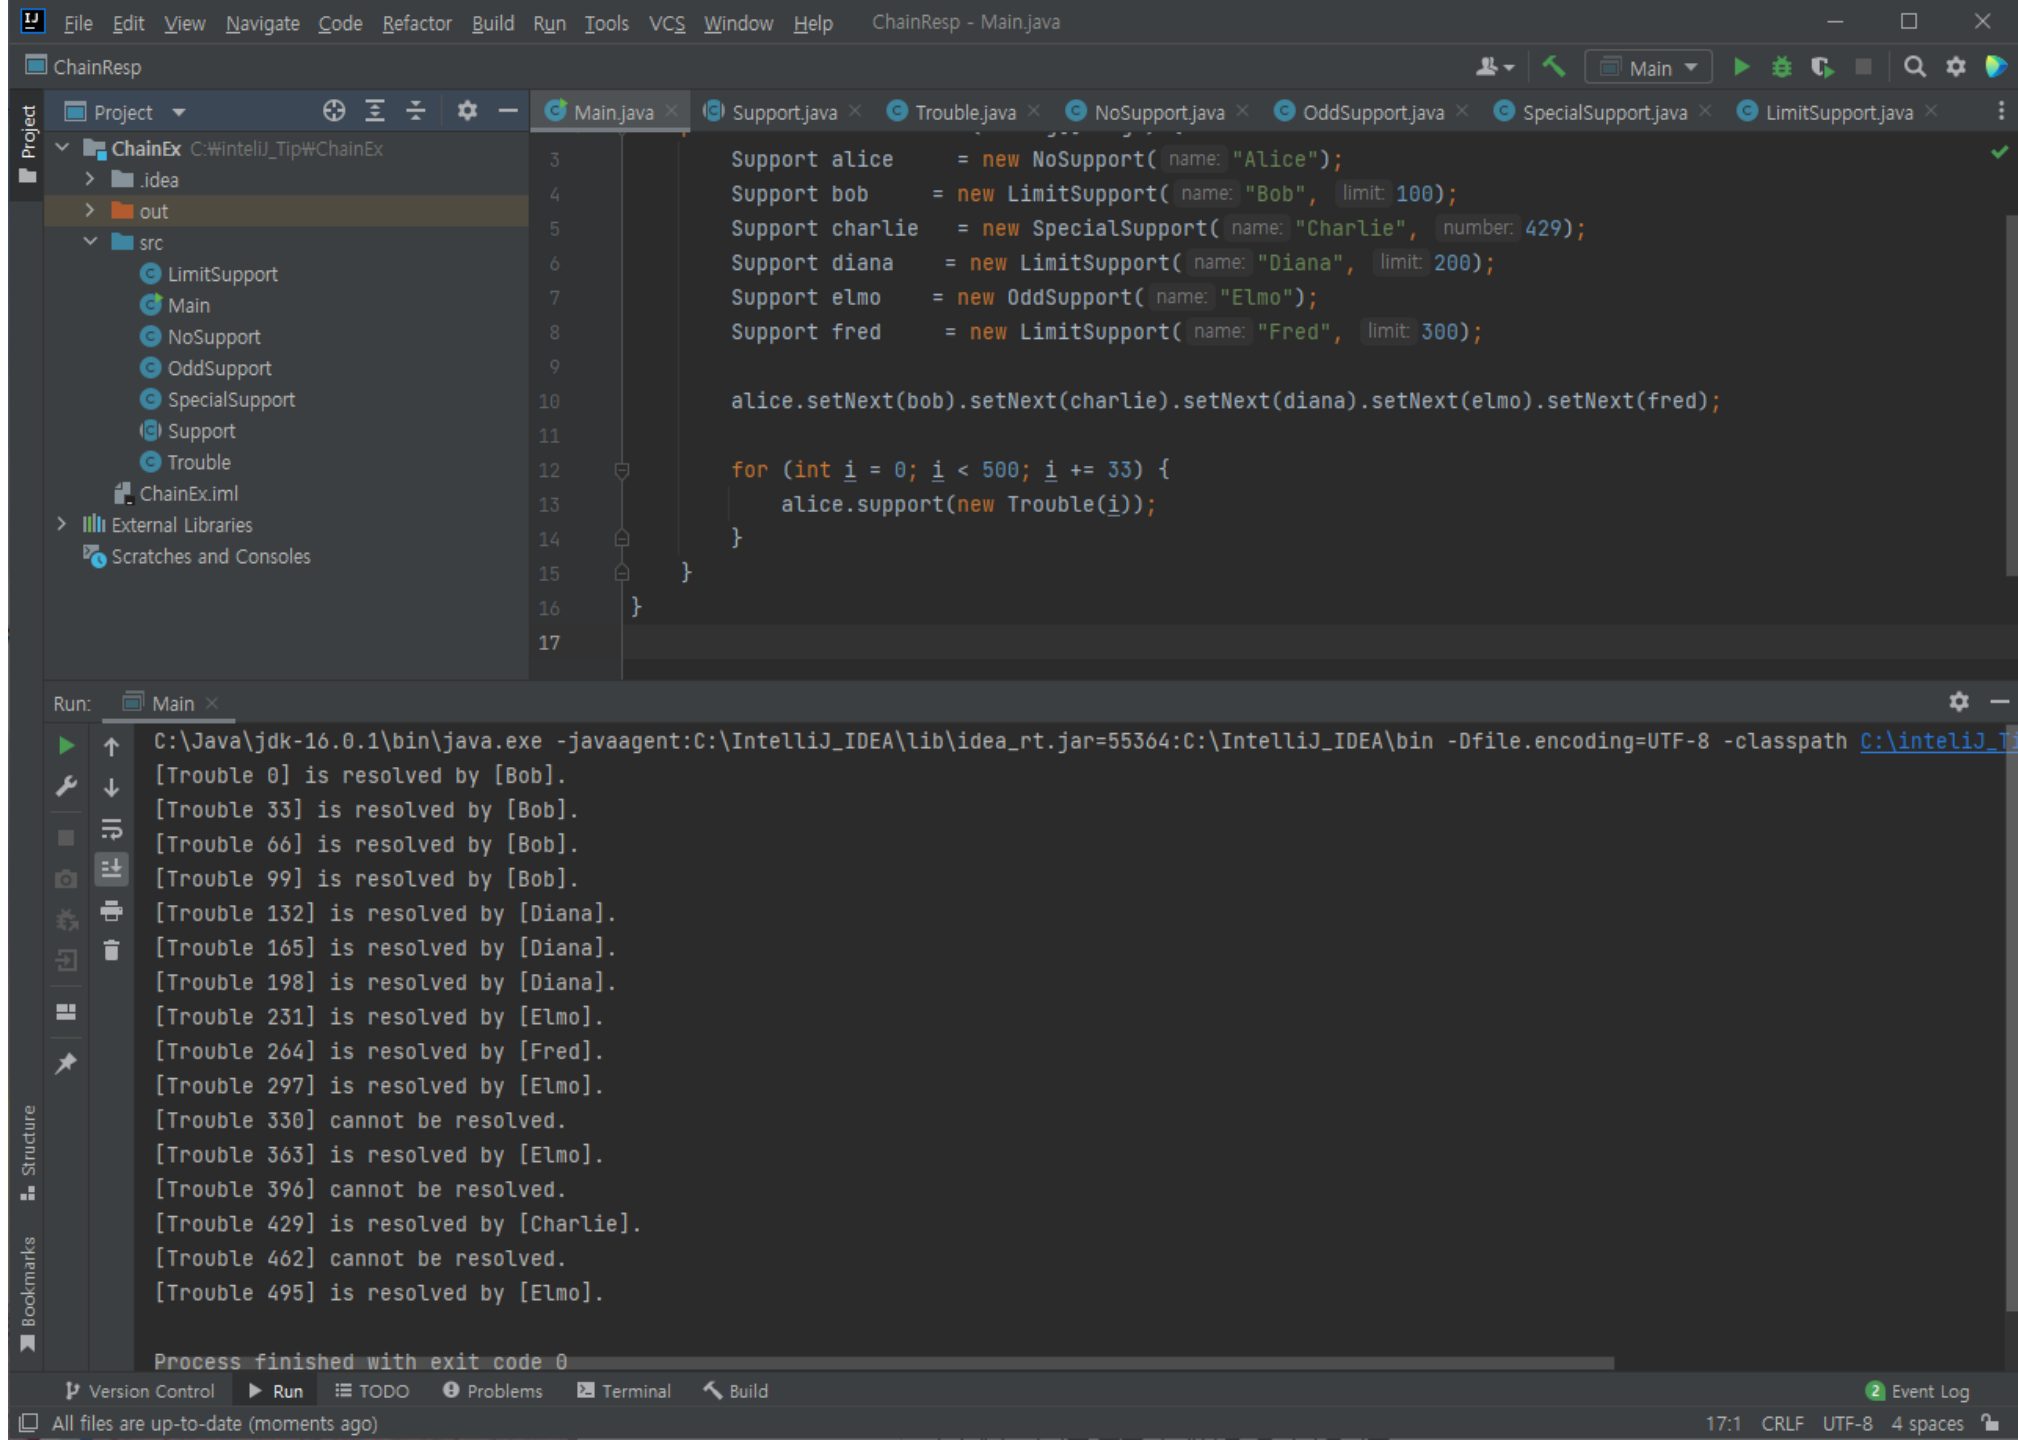 IJ File Edit View Navigate Code Refactor Build Run Tools VCS Window Help ChainResp - Main.java
ChainResp Main
Project Main.java Support.java Trouble.java NoSupport.java OddSupport.java SpecialSupport.java LimitSupport.java
Project
ChainEx C:₩inteliJ_Tip₩ChainEx
.idea
out
src
LimitSupport
Main
NoSupport
OddSupport
SpecialSupport
Support
Trouble
ChainEx.iml
External Libraries
Scratches and Consoles
3 Support alice = new NoSupport( name: "Alice");
4 Support bob = new LimitSupport( name: "Bob", limit: 100);
5 Support charlie = new SpecialSupport( name: "Charlie", number: 429);
6 Support diana = new LimitSupport( name: "Diana", limit: 200);
7 Support elmo = new OddSupport( name: "Elmo");
8 Support fred = new LimitSupport( name: "Fred", limit: 300);
9
10 alice.setNext(bob).setNext(charlie).setNext(diana).setNext(elmo).setNext(fred);
11
12 for (int i = 0; i < 500; i += 33) {
13 alice.support(new Trouble(i));
14 }
15 }
16 }
17
Run: Main
C:\Java\jdk-16.0.1\bin\java.exe -javaagent:C:\IntelliJ_IDEA\lib\idea_rt.jar=55364:C:\IntelliJ_IDEA\bin -Dfile.encoding=UTF-8 -classpath C:\inteliJ_Ti
[Trouble 0] is resolved by [Bob].
[Trouble 33] is resolved by [Bob].
[Trouble 66] is resolved by [Bob].
[Trouble 99] is resolved by [Bob].
[Trouble 132] is resolved by [Diana].
[Trouble 165] is resolved by [Diana].
[Trouble 198] is resolved by [Diana].
[Trouble 231] is resolved by [Elmo].
[Trouble 264] is resolved by [Fred].
[Trouble 297] is resolved by [Elmo].
[Trouble 330] cannot be resolved.
[Trouble 363] is resolved by [Elmo].
[Trouble 396] cannot be resolved.
[Trouble 429] is resolved by [Charlie].
[Trouble 462] cannot be resolved.
[Trouble 495] is resolved by [Elmo].
Process finished with exit code 0
Structure
Bookmarks
Version Control Run TODO Problems Terminal Build 2 Event Log
All files are up-to-date (moments ago) 17:1 CRLF UTF-8 4 spaces